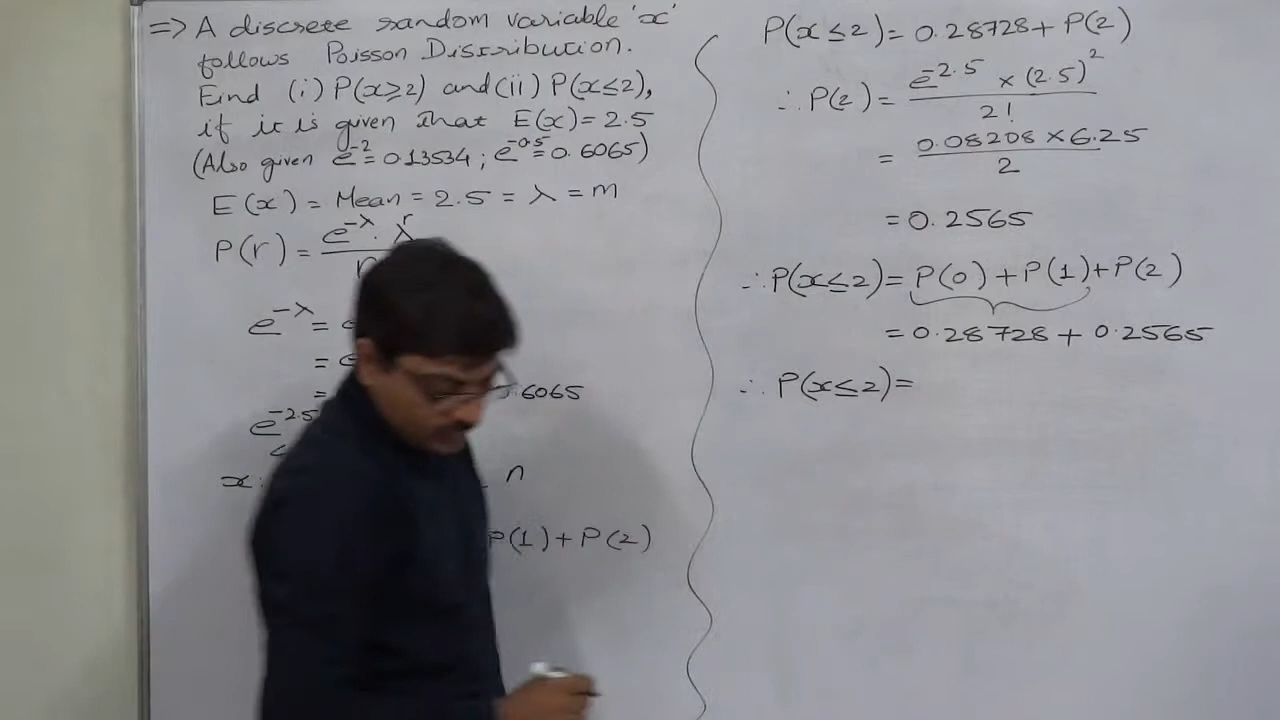 => A discrete random variable 'x'
follows Poisson Distribution.
Find (i) P(x≥2) and (ii) P(x≤2),
if it is given that E(x) = 2.5
(Also given e⁻² = 0.13534 ; e⁻⁰·⁵ = 0.6065)
E(x) = Mean = 2.5 = λ = m
P(r) = e^-λ . λ^r
e^-λ =
=
= .6065
e^-2.5
x: n
P(1) + P(2)
P(x≤2) = 0.28728 + P(2)
∴ P(2) = e^-2.5 × (2.5)² / 2!
= 0.08208 × 6.25 / 2
= 0.2565
∴ P(x≤2) = P(0) + P(1) + P(2)
= 0.28728 + 0.2565
∴ P(x≤2) =